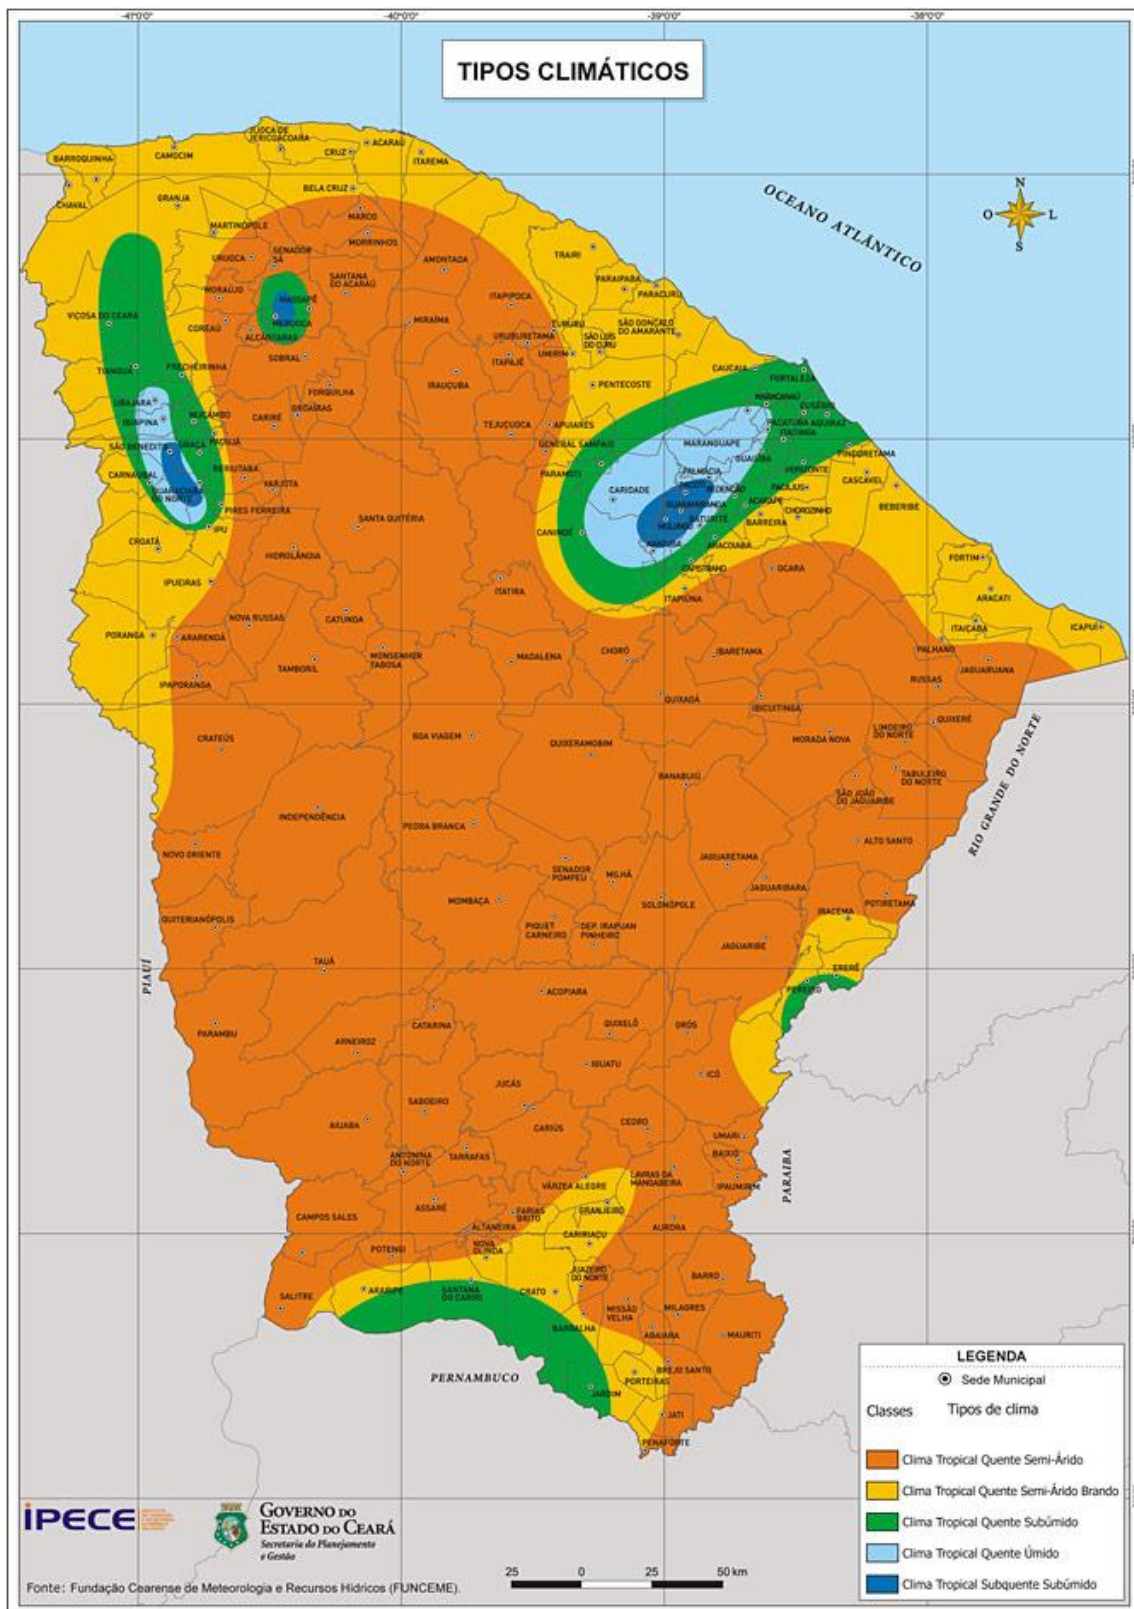 -41°0'0"
-40°0'0"
-39°0'0"
-38°0'0"
TIPOS CLIMÁTICOS
OCEANO ATLÂNTICO
N
O
L
S
JIJOCA DE
JERICOACOARA
ACARAÚ
CRUZ
ITAREMA
BARROQUINHA
CAMOCIM
CHAVAL
GRANJA
BELA CRUZ
MARCO
MARTINÓPOLE
MORRINHOS
URUOCA
SENADOR
SÁ
AMONTADA
TRAIRI
SANTANA
DO ACARAÚ
PARAIPABA
PARACURU
MORAÚJO
MASSAPÊ
ITAPIPOCA
VIÇOSA DO CEARÁ
COREAÚ
MERUOCA
MIRAÍMA
TURURU
SÃO GONÇALO
DO AMARANTE
ALCÂNTARAS
URUBURETAMA
SÃO LUIS
DO CURU
UMIRIM
SOBRAL
ITAPAJÉ
TIANGUÁ
FRECHEIRINHA
CAUCAIA
FORTALEZA
IRAUÇUBA
FORQUILHA
PENTECOSTE
UBAJARA
MARACANAÚ
GROAÍRAS
EUSÉBIO
IBIAPINA
MUCAMBO
CARIRÉ
TEJUÇUOCA
APUIARÉS
PACATUBA
AQUIRAZ
ITAITINGA
SÃO BENEDITO
GRAÇA
PACUJÁ
GENERAL SAMPAIO
MARANGUAPE
GUAIÚBA
PINDORETAMA
CARNAUBAL
RERIUTABA
PARAMOTI
PALMÁCIA
HORIZONTE
CASCAVEL
GUARACIABA
DO NORTE
VARJOTA
CARIDADE
PACOTI
REDENÇÃO
PACAJUS
PIRES FERREIRA
GUARAMIRANGA
ACARAPE
CHOROZINHO
BEBERIBE
IPU
SANTA QUITÉRIA
CANINDÉ
MULUNGU
BATURITÉ
BARREIRA
CROATÁ
HIDROLÂNDIA
ARATUBA
ARACOIABA
FORTIM
CAPISTRANO
OCARA
IPUEIRAS
ITATIRA
ITAPIÚNA
ARACATI
NOVA RUSSAS
CATUNDA
ITAIÇABA
ICAPUÍ
PORANGA
ARARENDÁ
MONSENHOR
TABOSA
PALHANO
TAMBORIL
MADALENA
CHORÓ
IBARETAMA
JAGUARUANA
IPAPORANGA
RUSSAS
QUIXADÁ
IBICUITINGA
QUIXERÉ
CRATEÚS
BOA VIAGEM
QUIXERAMOBIM
MORADA NOVA
LIMOEIRO
DO NORTE
RIO GRANDE DO NORTE
BANABUIÚ
TABULEIRO
DO NORTE
SÃO JOÃO
DO JAGUARIBE
INDEPENDÊNCIA
PEDRA BRANCA
ALTO SANTO
NOVO ORIENTE
SENADOR
POMPEU
MILHÃ
JAGUARETAMA
JAGUARIBARA
MOMBAÇA
SOLONÓPOLE
POTIRETAMA
QUITERIANÓPOLIS
PIQUET
CARNEIRO
DEP. IRAPUAN
PINHEIRO
IRACEMA
JAGUARIBE
TAUÁ
PIAUÍ
ERERÊ
PEREIRO
ACOPIARA
PARAMBU
CATARINA
QUIXELÔ
ORÓS
ARNEIROZ
IGUATU
ICÓ
JUCÁS
SABOEIRO
AIUABA
CARIÚS
CEDRO
UMARI
ANTONINA
DO NORTE
TARRAFAS
BAIXIO
PARAIBA
VÁRZEA ALEGRE
LAVRAS DA
MANGABEIRA
IPAUMIRIM
ASSARÉ
GRANJEIRO
CAMPOS SALES
FARIAS
BRITO
AURORA
ALTANEIRA
CARIRIAÇU
POTENGI
NOVA
OLINDA
JUAZEIRO
DO NORTE
BARRO
SALITRE
ARARIPE
SANTANA
DO CARIRI
CRATO
MISSÃO
VELHA
MILAGRES
BARBALHA
ABAIARA
MAURITI
PERNAMBUCO
BREJO SANTO
PORTEIRAS
JARDIM
JATI
PENAFORTE
LEGENDA
Sede Municipal
Classes
Tipos de clima
Clima Tropical Quente Semi-Árido
Clima Tropical Quente Semi-Árido Brando
Clima Tropical Quente Subúmido
Clima Tropical Quente Úmido
Clima Tropical Subquente Subúmido
IPECE
GOVERNO DO
ESTADO DO CEARÁ
Secretaria do Planejamento
e Gestão
25
0
25
50 km
Fonte: Fundação Cearense de Meteorologia e Recursos Hídricos (FUNCEME).